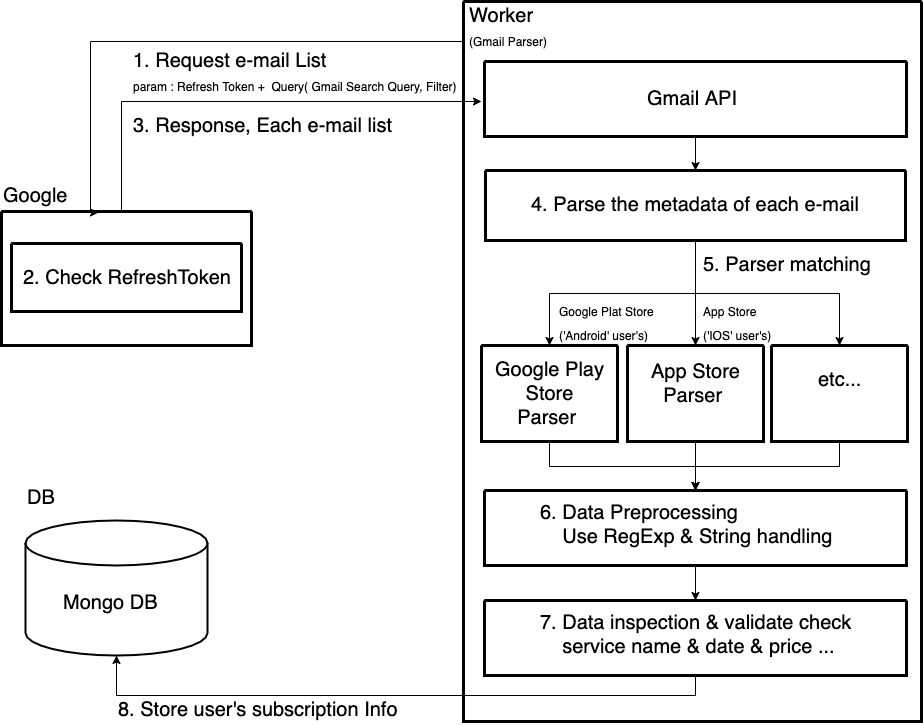 Worker
(Gmail Parser)
1. Request e-mail List
param : Refresh Token + Query( Gmail Search Query, Filter)
3. Response, Each e-mail list
Gmail API
Google
2. Check RefreshToken
4. Parse the metadata of each e-mail
5. Parser matching
Google Plat Store
('Android' user's)
App Store
('IOS' user's)
Google Play
Store
Parser
App Store
Parser
etc...
6. Data Preprocessing
Use RegExp & String handling
DB
Mongo DB
7. Data inspection & validate check
service name & date & price ...
8. Store user's subscription Info